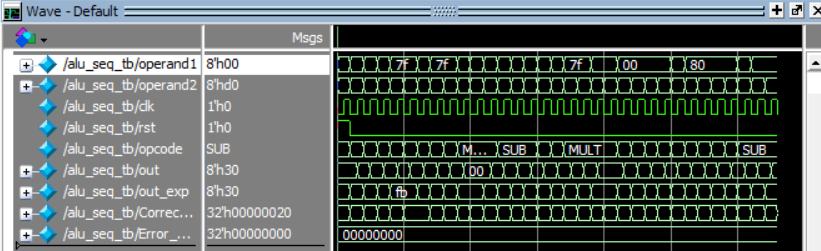 Wave - Default
Msgs
/alu_seq_tb/operand1 8'h00 7f 7f 7f 00 80
/alu_seq_tb/operand2 8'hd0
/alu_seq_tb/clk 1'h0
/alu_seq_tb/rst 1'h0
/alu_seq_tb/opcode SUB M... SUB MULT SUB
/alu_seq_tb/out 8'h30 00
/alu_seq_tb/out_exp 8'h30 fb
/alu_seq_tb/Correc... 32'h00000020
/alu_seq_tb/Error_... 32'h00000000 00000000